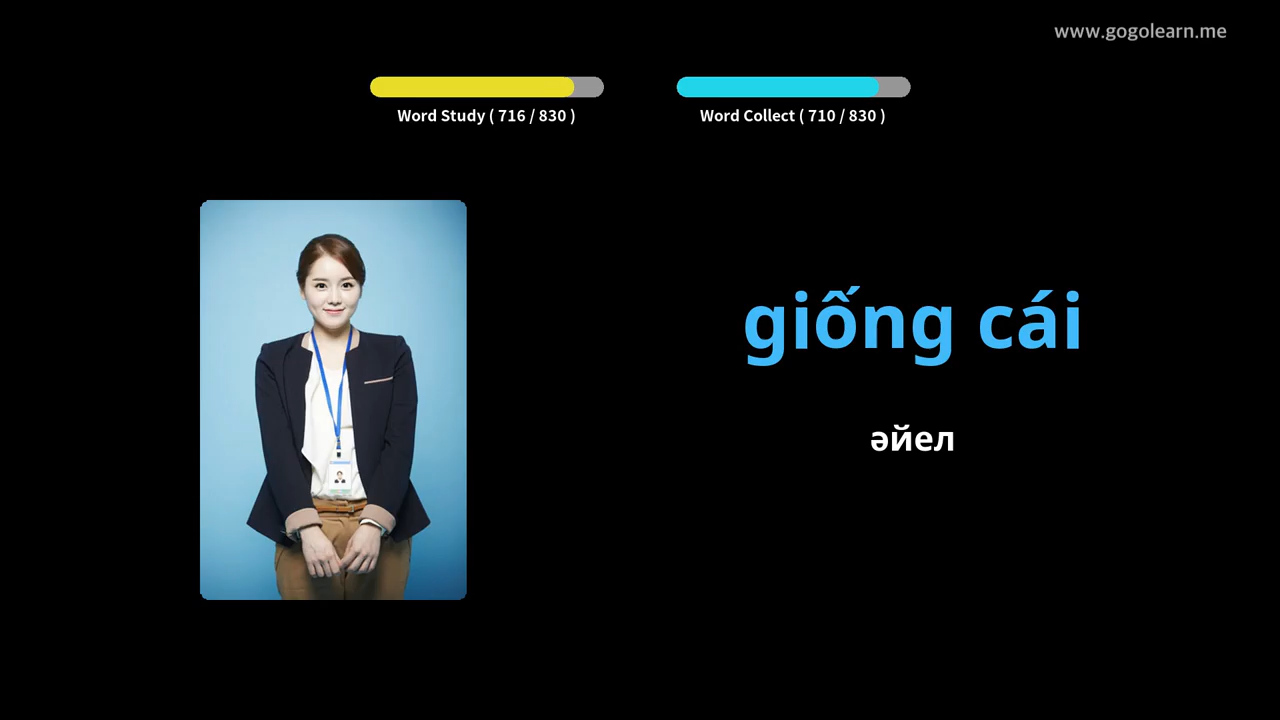 www.gogolearn.me
Word Study ( 716 / 830 )
Word Collect ( 710 / 830 )
giống cái
әйел